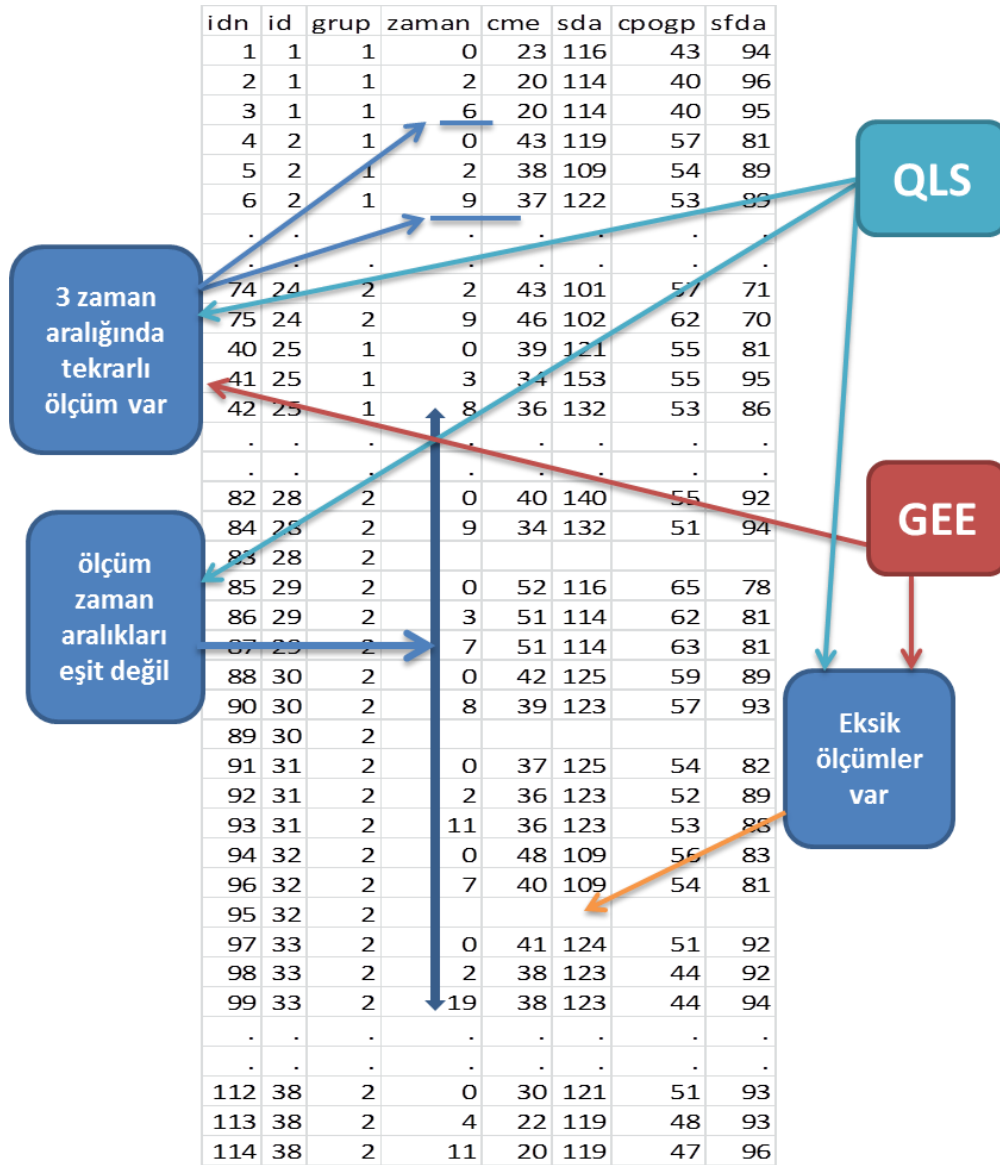 idn id grup zaman cme sda cpogp sfda
1 1 1 0 23 116 43 94
2 1 1 2 20 114 40 96
3 1 1 6 20 114 40 95
4 2 1 0 43 119 57 81
5 2 1 2 38 109 54 89
6 2 1 9 37 122 53 89
. . . . . . . .
. . . . . . . .
74 24 2 2 43 101 57 71
75 24 2 9 46 102 62 70
40 25 1 0 39 121 55 81
41 25 1 3 34 153 55 95
42 25 1 8 36 132 53 86
. . . . . . . .
. . . . . . . .
82 28 2 0 40 140 55 92
84 28 2 9 34 132 51 94
83 28 2
85 29 2 0 52 116 65 78
86 29 2 3 51 114 62 81
87 29 2 7 51 114 63 81
88 30 2 0 42 125 59 89
90 30 2 8 39 123 57 93
89 30 2
91 31 2 0 37 125 54 82
92 31 2 2 36 123 52 89
93 31 2 11 36 123 53 88
94 32 2 0 48 109 56 83
96 32 2 7 40 109 54 81
95 32 2
97 33 2 0 41 124 51 92
98 33 2 2 38 123 44 92
99 33 2 19 38 123 44 94
. . . . . . . .
. . . . . . . .
112 38 2 0 30 121 51 93
113 38 2 4 22 119 48 93
114 38 2 11 20 119 47 96
3 zaman
aralığında
tekrarlı
ölçüm var
ölçüm
zaman
aralıkları
eşit değil
QLS
GEE
Eksik
ölçümler
var